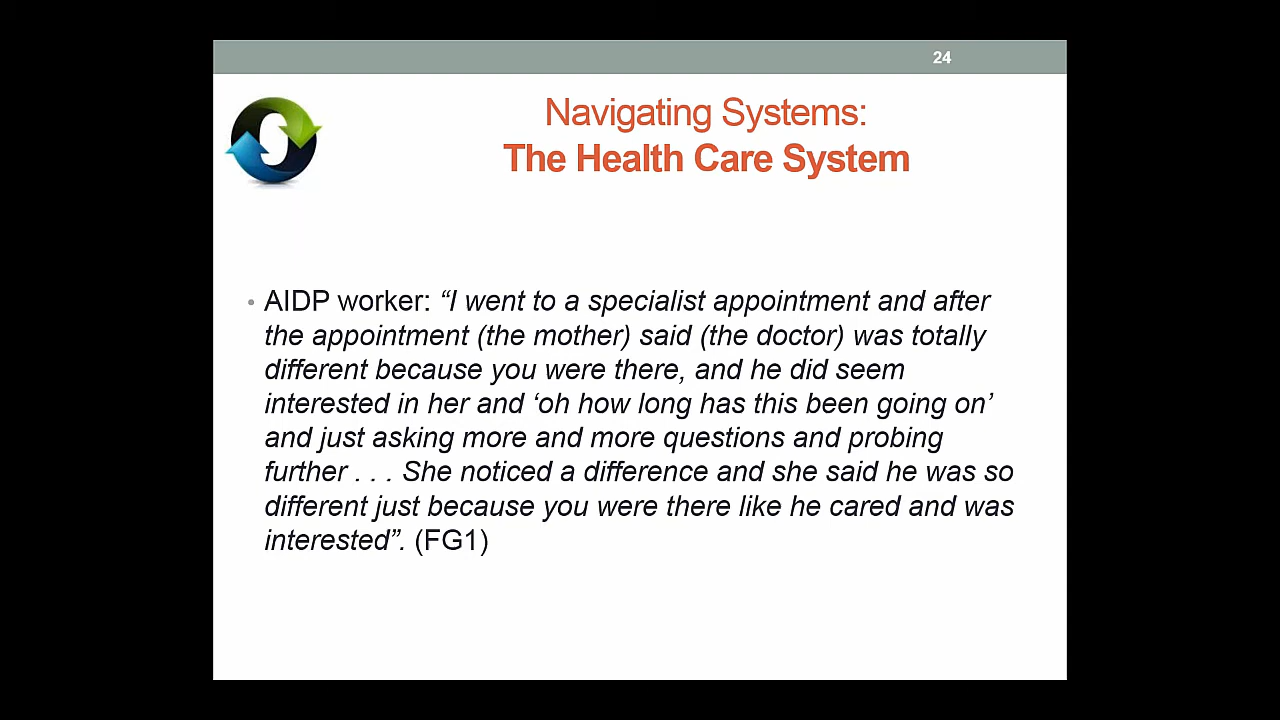 24
Navigating Systems:
The Health Care System
• AIDP worker: “I went to a specialist appointment and after
the appointment (the mother) said (the doctor) was totally
different because you were there, and he did seem
interested in her and ‘oh how long has this been going on’
and just asking more and more questions and probing
further . . . She noticed a difference and she said he was so
different just because you were there like he cared and was
interested”. (FG1)